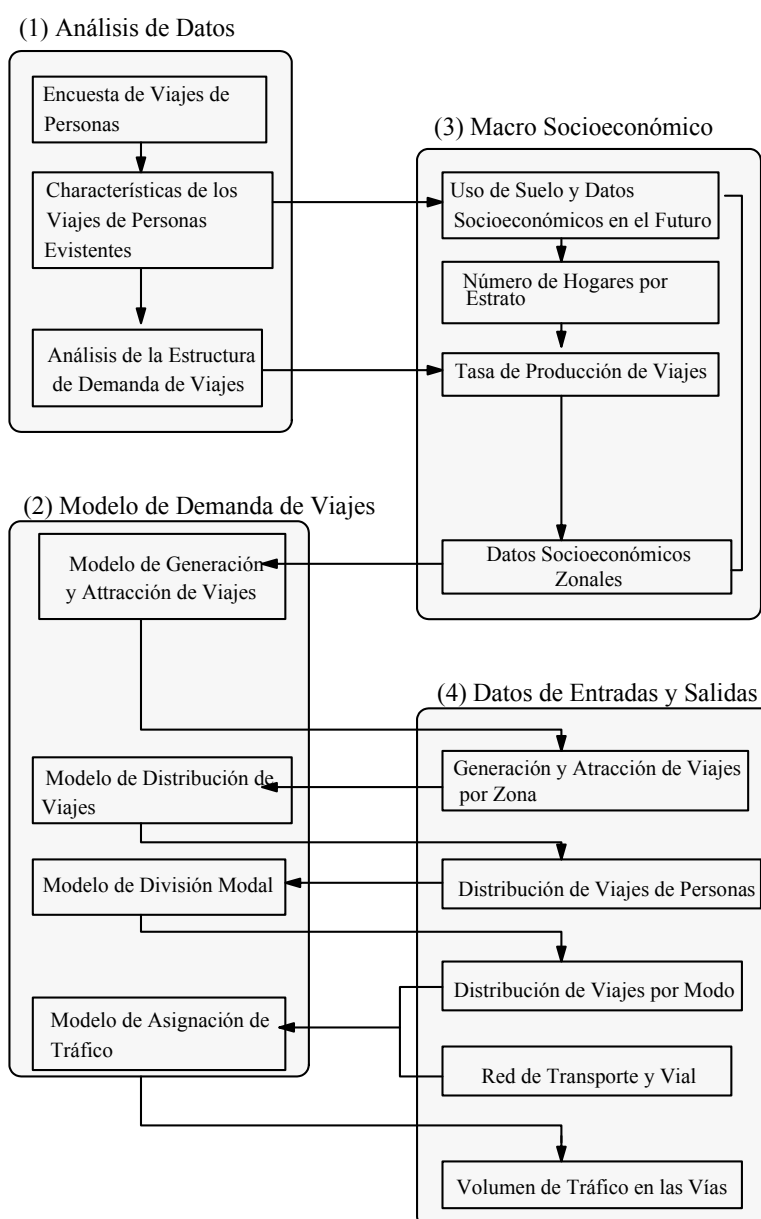 (1) Análisis de Datos
Encuesta de Viajes de
Personas
Características de los
Viajes de Personas
Evistentes
Análisis de la Estructura
de Demanda de Viajes
(3) Macro Socioeconómico
Uso de Suelo y Datos
Socioeconómicos en el Futuro
Número de Hogares por
Estrato
Tasa de Producción de Viajes
Datos Socioeconómicos
Zonales
(2) Modelo de Demanda de Viajes
Modelo de Generación
y Attracción de Viajes
Modelo de Distribución de
Viajes
Modelo de División Modal
Modelo de Asignación de
Tráfico
(4) Datos de Entradas y Salidas
Generación y Atracción de Viajes
por Zona
Distribución de Viajes de Personas
Distribución de Viajes por Modo
Red de Transporte y Vial
Volumen de Tráfico en las Vías